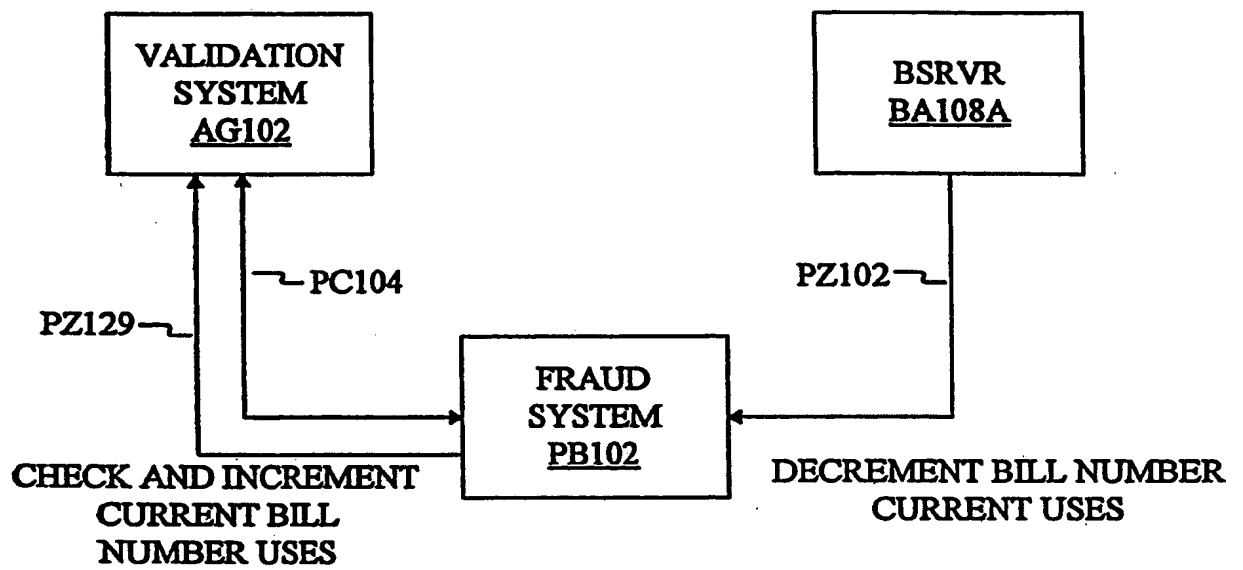 VALIDATION
SYSTEM
AG102
BSRVR
BA108A
PC104
PZ102
PZ129
FRAUD
SYSTEM
PB102
CHECK AND INCREMENT
CURRENT BILL
NUMBER USES
DECREMENT BILL NUMBER
CURRENT USES